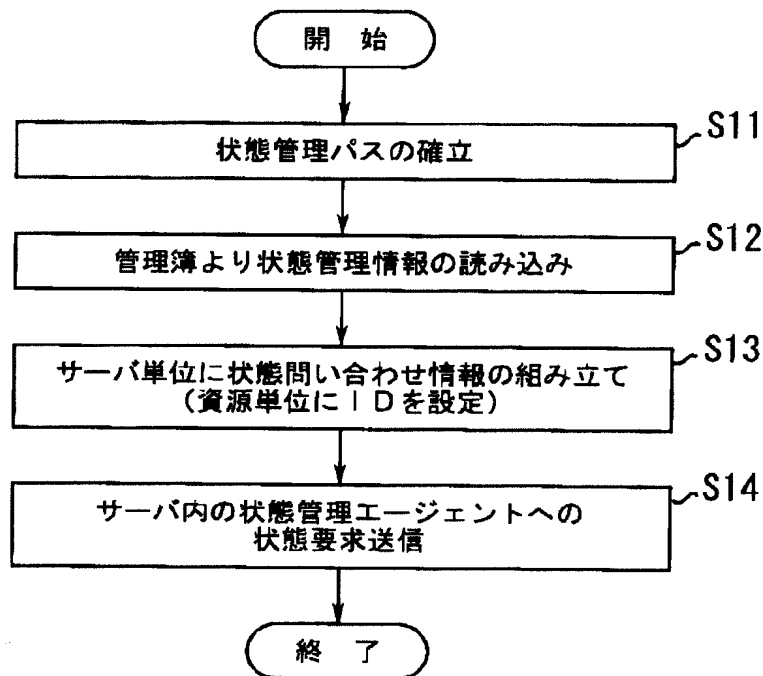 開 始
状態管理パスの確立
S11
管理簿より状態管理情報の読み込み
S12
サーバ単位に状態問い合わせ情報の組み立て
(資源単位にIDを設定)
S13
サーバ内の状態管理エージェントへの
状態要求送信
S14
終 了